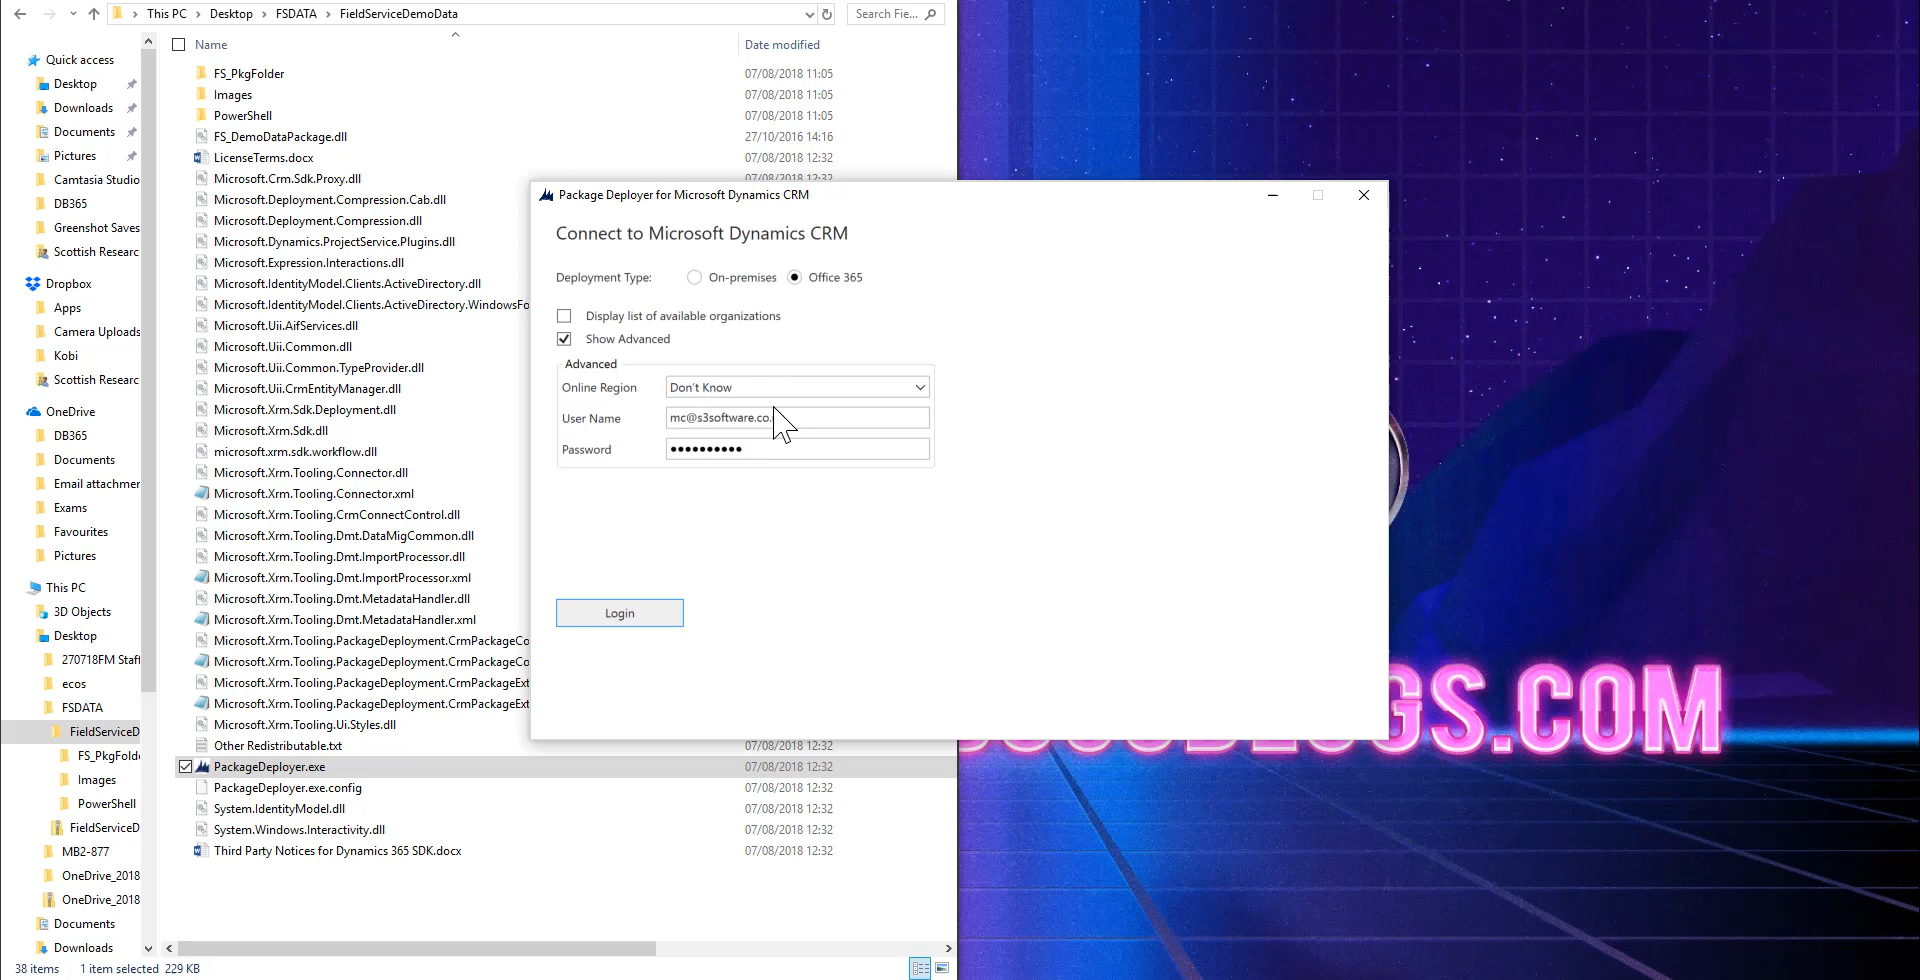 This PC > Desktop > FSDATA > FieldServiceDemoData
Search Fie...
Name
Date modified
Quick access
Desktop
Downloads
Documents
Pictures
Camtasia Studio
DB365
Greenshot Saves
Scottish Researc
Dropbox
Apps
Camera Uploads
Kobi
Scottish Researc
OneDrive
DB365
Documents
Email attachmer
Exams
Favourites
Pictures
This PC
3D Objects
Desktop
270718FM Staff
ecos
FSDATA
FieldServiceD
FS_PkgFolde
Images
PowerShell
FieldServiceD
MB2-877
OneDrive_2018
OneDrive_2018
Documents
Downloads
FS_PkgFolder 07/08/2018 11:05
Images 07/08/2018 11:05
PowerShell 07/08/2018 11:05
FS_DemoDataPackage.dll 27/10/2016 14:16
LicenseTerms.docx 07/08/2018 12:32
Microsoft.Crm.Sdk.Proxy.dll 07/08/2018 12:32
Microsoft.Deployment.Compression.Cab.dll
Microsoft.Deployment.Compression.dll
Microsoft.Dynamics.ProjectService.Plugins.dll
Microsoft.Expression.Interactions.dll
Microsoft.IdentityModel.Clients.ActiveDirectory.dll
Microsoft.IdentityModel.Clients.ActiveDirectory.WindowsFo
Microsoft.Uii.AifServices.dll
Microsoft.Uii.Common.dll
Microsoft.Uii.Common.TypeProvider.dll
Microsoft.Uii.CrmEntityManager.dll
Microsoft.Xrm.Sdk.Deployment.dll
Microsoft.Xrm.Sdk.dll
microsoft.xrm.sdk.workflow.dll
Microsoft.Xrm.Tooling.Connector.dll
Microsoft.Xrm.Tooling.Connector.xml
Microsoft.Xrm.Tooling.CrmConnectControl.dll
Microsoft.Xrm.Tooling.Dmt.DataMigCommon.dll
Microsoft.Xrm.Tooling.Dmt.ImportProcessor.dll
Microsoft.Xrm.Tooling.Dmt.ImportProcessor.xml
Microsoft.Xrm.Tooling.Dmt.MetadataHandler.dll
Microsoft.Xrm.Tooling.Dmt.MetadataHandler.xml
Microsoft.Xrm.Tooling.PackageDeployment.CrmPackageCo
Microsoft.Xrm.Tooling.PackageDeployment.CrmPackageCo
Microsoft.Xrm.Tooling.PackageDeployment.CrmPackageExt
Microsoft.Xrm.Tooling.PackageDeployment.CrmPackageExt
Microsoft.Xrm.Tooling.Ui.Styles.dll
Other Redistributable.txt 07/08/2018 12:32
PackageDeployer.exe 07/08/2018 12:32
PackageDeployer.exe.config 07/08/2018 12:32
System.IdentityModel.dll 07/08/2018 12:32
System.Windows.Interactivity.dll 07/08/2018 12:32
Third Party Notices for Dynamics 365 SDK.docx 07/08/2018 12:32
38 items 1 item selected 229 KB
Package Deployer for Microsoft Dynamics CRM
Connect to Microsoft Dynamics CRM
Deployment Type: On-premises Office 365
Display list of available organizations
Show Advanced
Advanced
Online Region Don't Know
User Name mc@s3software.co.
Password ●●●●●●●●●●
Login
GS.COM